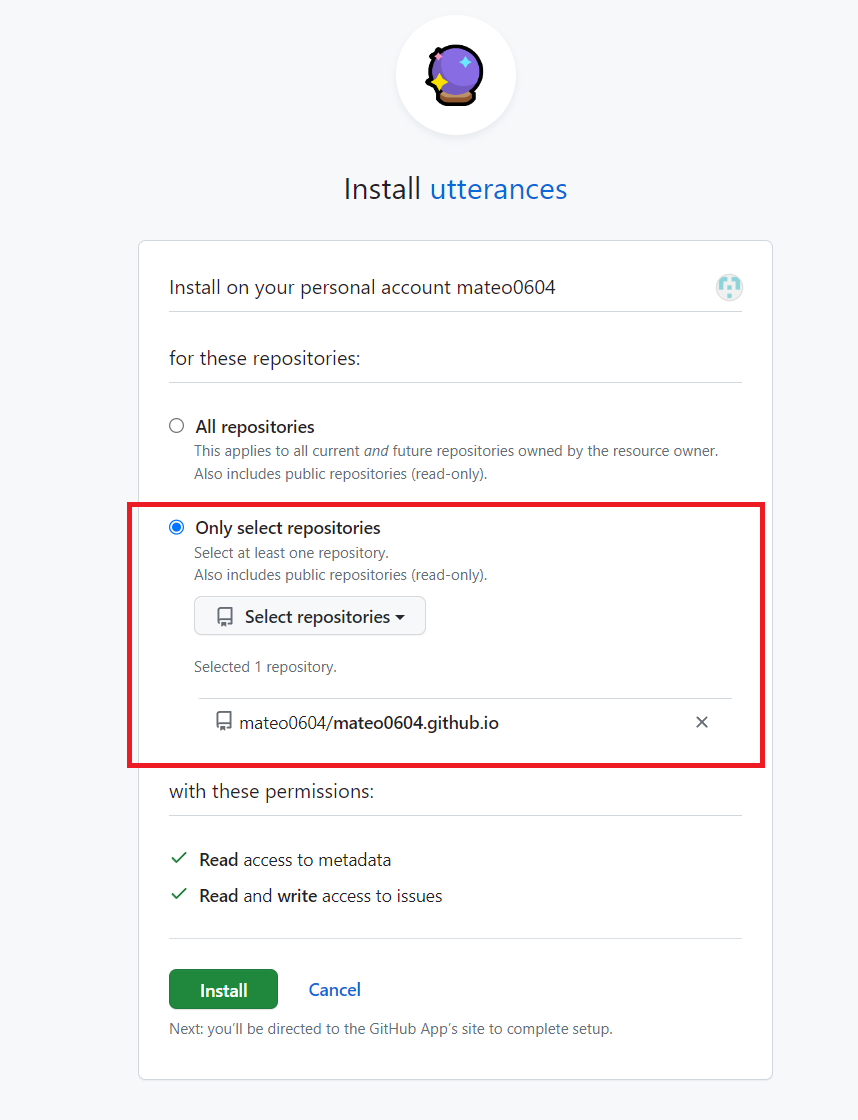 Install utterances
Install on your personal account mateo0604
for these repositories:
All repositories
This applies to all current and future repositories owned by the resource owner.
Also includes public repositories (read-only).
Only select repositories
Select at least one repository.
Also includes public repositories (read-only).
Select repositories
Selected 1 repository.
mateo0604/mateo0604.github.io
with these permissions:
Read access to metadata
Read and write access to issues
Install Cancel
Next: you'll be directed to the GitHub App's site to complete setup.